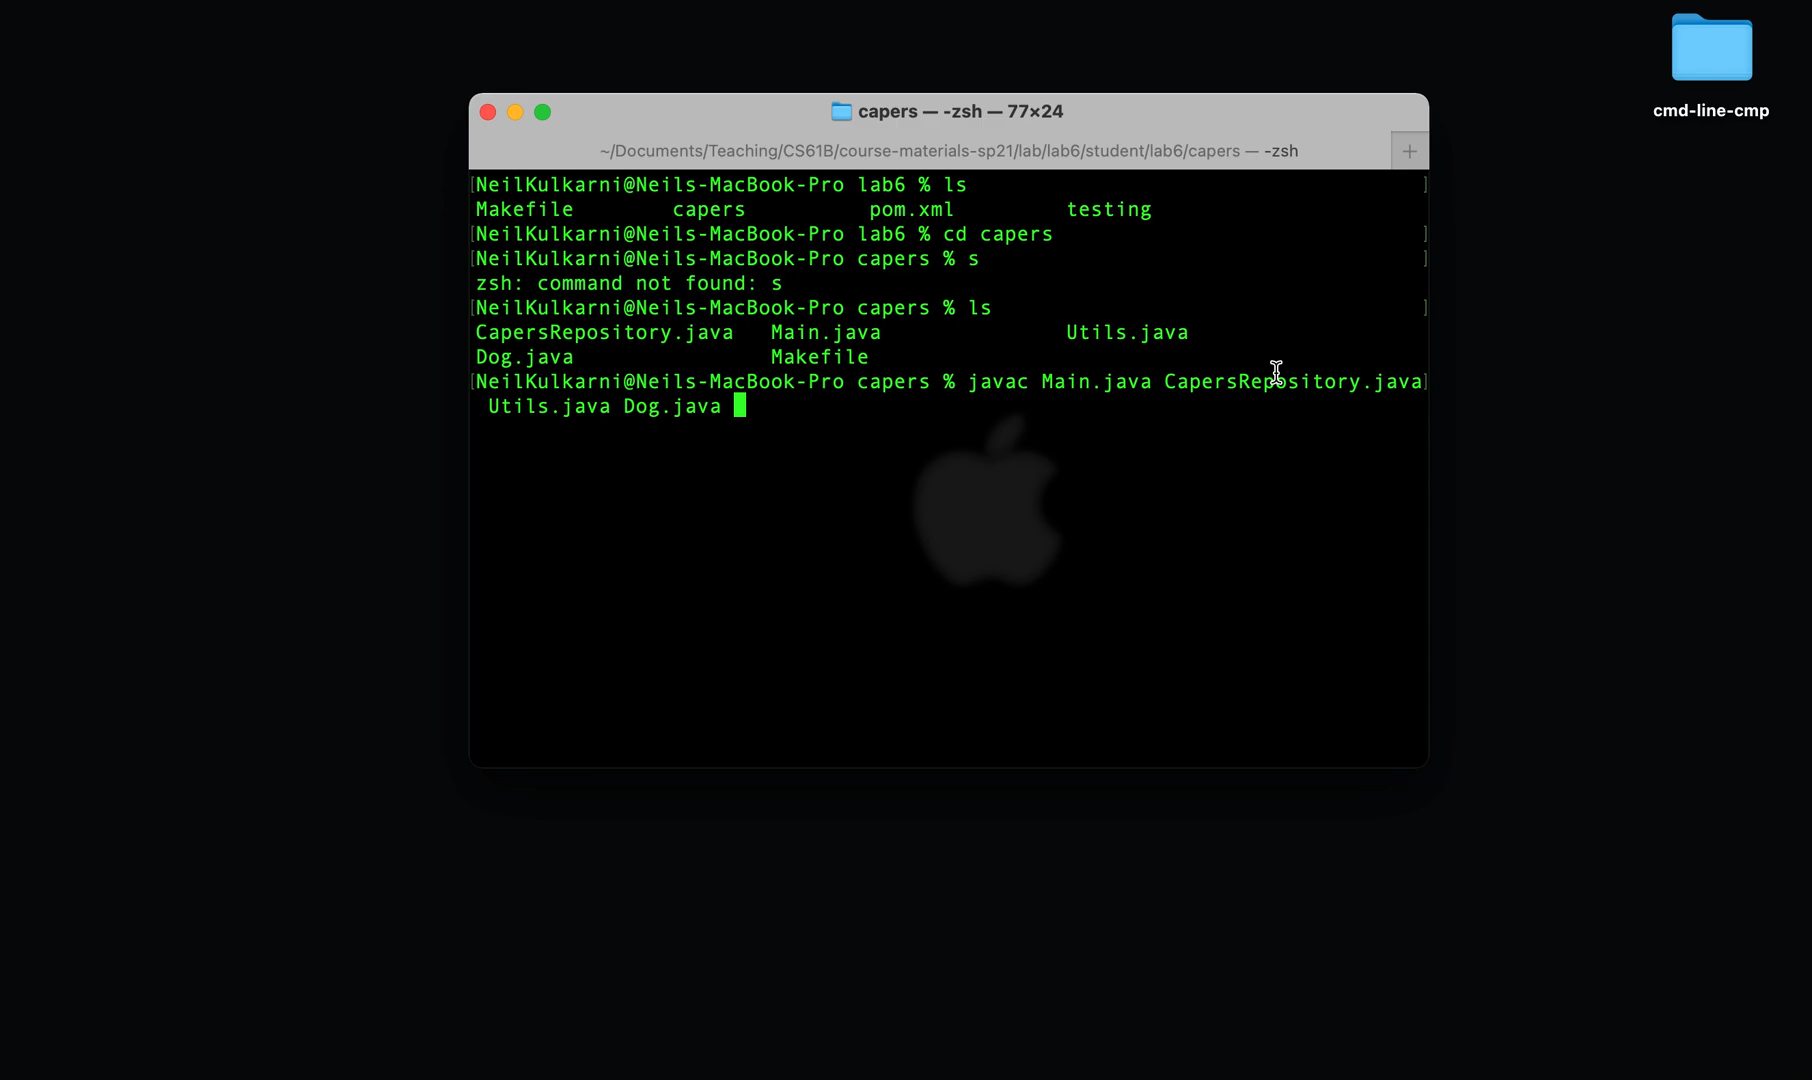 capers — -zsh — 77×24
cmd-line-cmp
~/Documents/Teaching/CS61B/course-materials-sp21/lab/lab6/student/lab6/capers — -zsh
[NeilKulkarni@Neils-MacBook-Pro lab6 % ls ]
Makefile capers pom.xml testing
[NeilKulkarni@Neils-MacBook-Pro lab6 % cd capers ]
[NeilKulkarni@Neils-MacBook-Pro capers % s ]
zsh: command not found: s
[NeilKulkarni@Neils-MacBook-Pro capers % ls ]
CapersRepository.java Main.java Utils.java
Dog.java Makefile
[NeilKulkarni@Neils-MacBook-Pro capers % javac Main.java CapersRepository.java]
Utils.java Dog.java